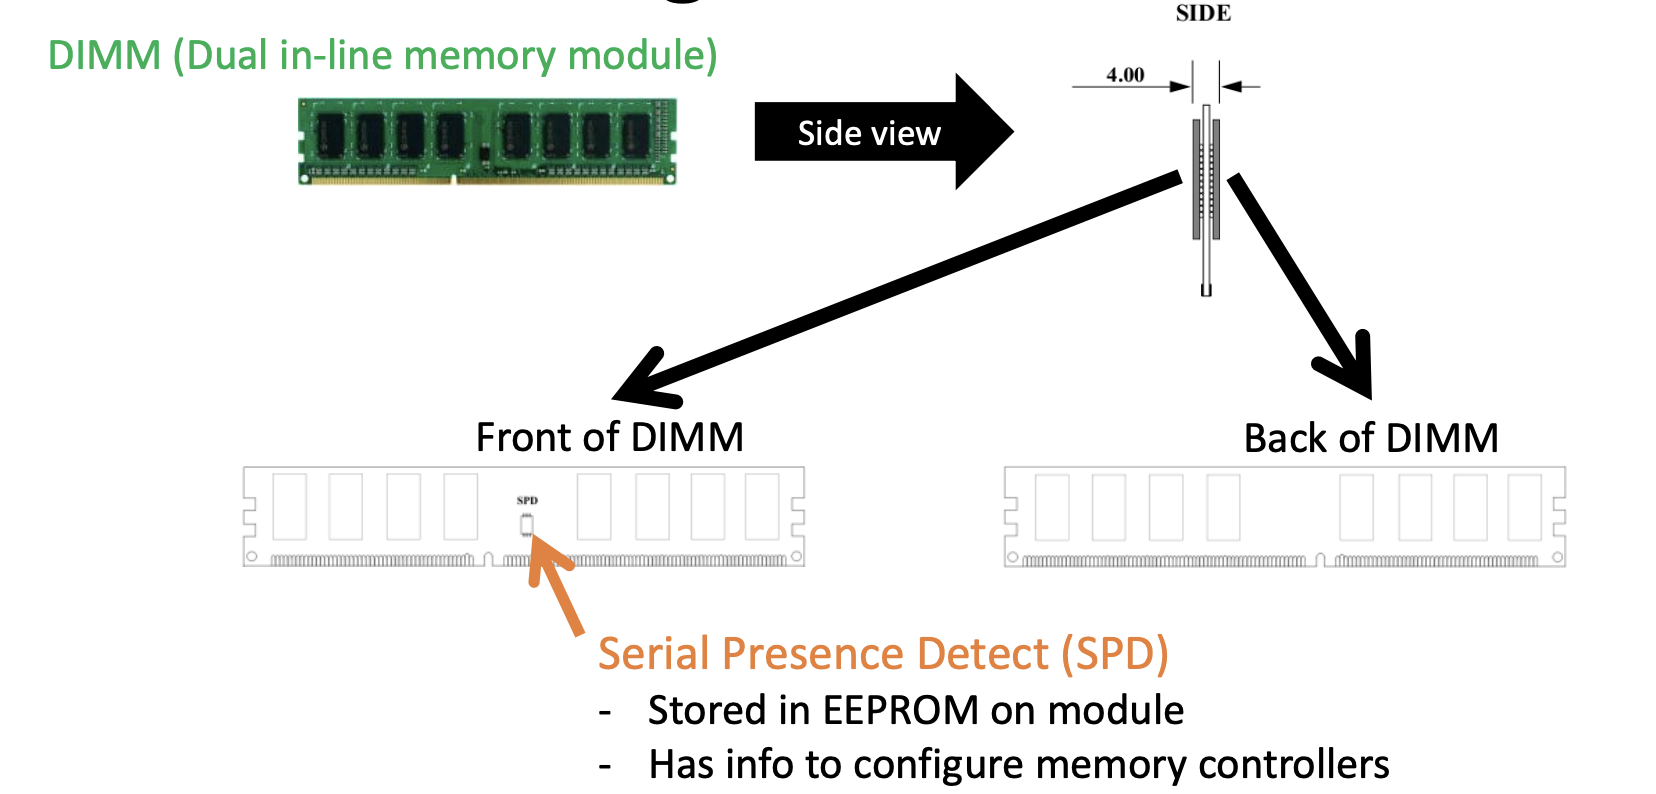 SIDE
DIMM (Dual in-line memory module)
4.00
Side view
Front of DIMM
Back of DIMM
SPD
Serial Presence Detect (SPD)
- Stored in EEPROM on module
- Has info to configure memory controllers